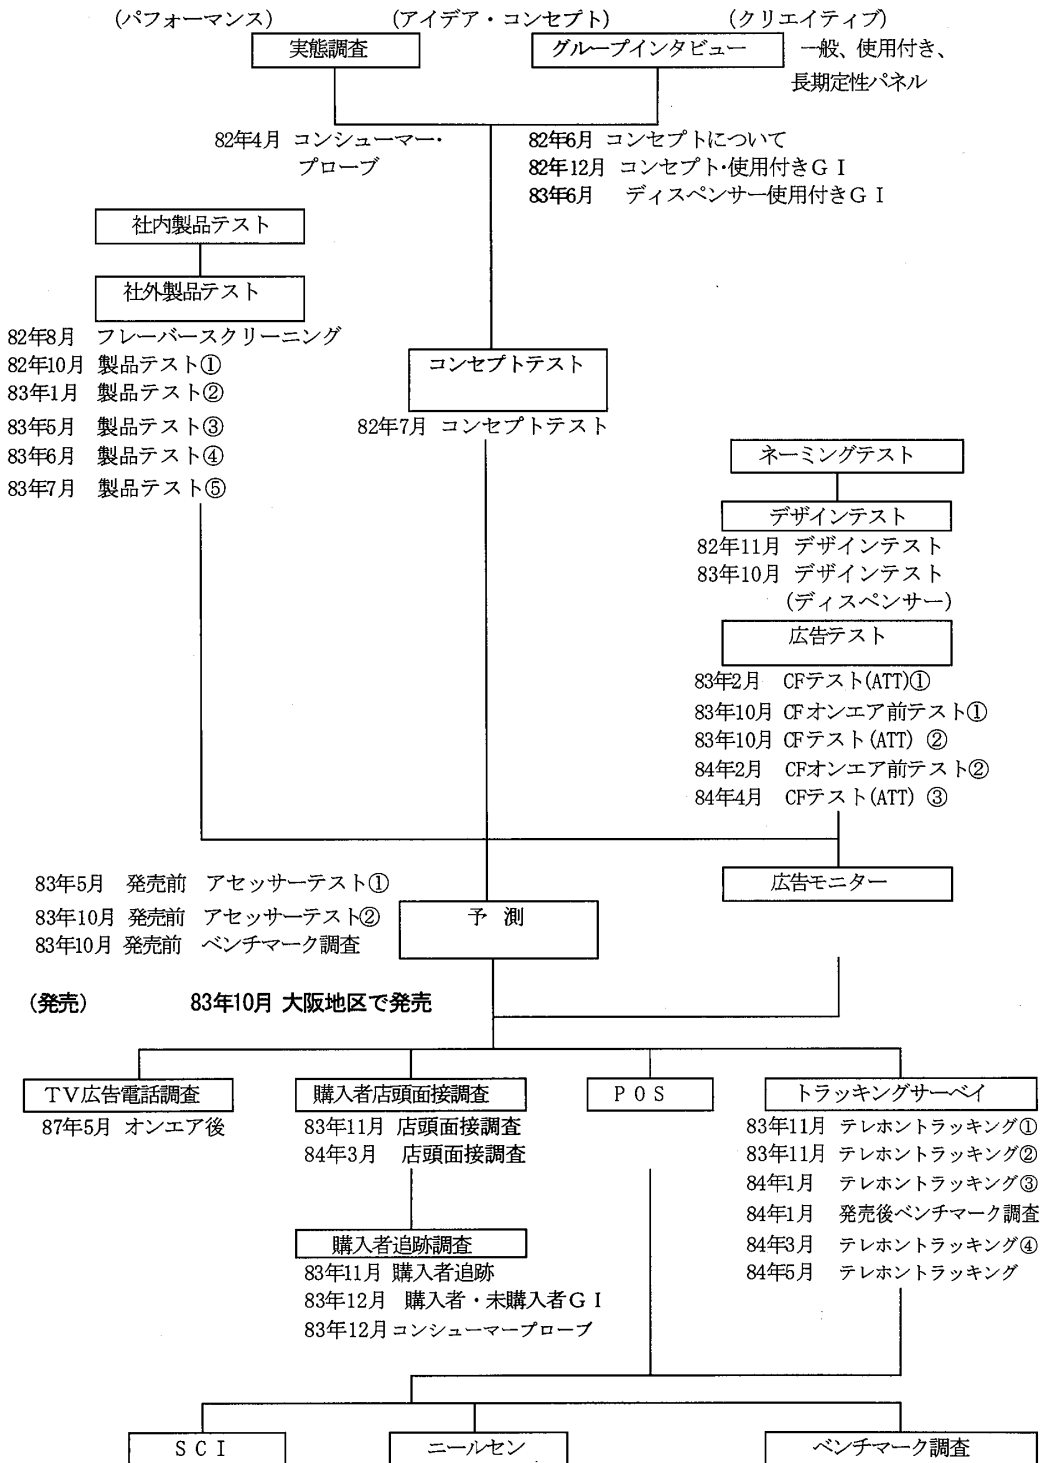 (パフォーマンス) (アイデア・コンセプト) (クリエイティブ)
実態調査 グループインタビュー 一般、使用付き、
長期定性パネル
82年4月 コンシューマー・
プローブ
82年6月 コンセプトについて
82年12月 コンセプト・使用付きＧＩ
83年6月 ディスペンサー使用付きＧＩ
社内製品テスト
社外製品テスト
82年8月 フレーバースクリーニング
82年10月 製品テスト①
83年1月 製品テスト②
83年5月 製品テスト③
83年6月 製品テスト④
83年7月 製品テスト⑤
コンセプトテスト
82年7月 コンセプトテスト
ネーミングテスト
デザインテスト
82年11月 デザインテスト
83年10月 デザインテスト
(ディスペンサー)
広告テスト
83年2月 CFテスト(ATT)①
83年10月 CFオンエア前テスト①
83年10月 CFテスト(ATT) ②
84年2月 CFオンエア前テスト②
84年4月 CFテスト(ATT) ③
広告モニター
83年5月 発売前 アセッサーテスト①
83年10月 発売前 アセッサーテスト②
83年10月 発売前 ベンチマーク調査
予 測
(発売) 83年10月 大阪地区で発売
ＴＶ広告電話調査
87年5月 オンエア後
購入者店頭面接調査
83年11月 店頭面接調査
84年3月 店頭面接調査
購入者追跡調査
83年11月 購入者追跡
83年12月 購入者・未購入者ＧＩ
83年12月コンシューマープローブ
ＰＯＳ
トラッキングサーベイ
83年11月 テレホントラッキング①
83年11月 テレホントラッキング②
84年1月 テレホントラッキング③
84年1月 発売後ベンチマーク調査
84年3月 テレホントラッキング④
84年5月 テレホントラッキング
ＳＣＩ ニールセン ベンチマーク調査